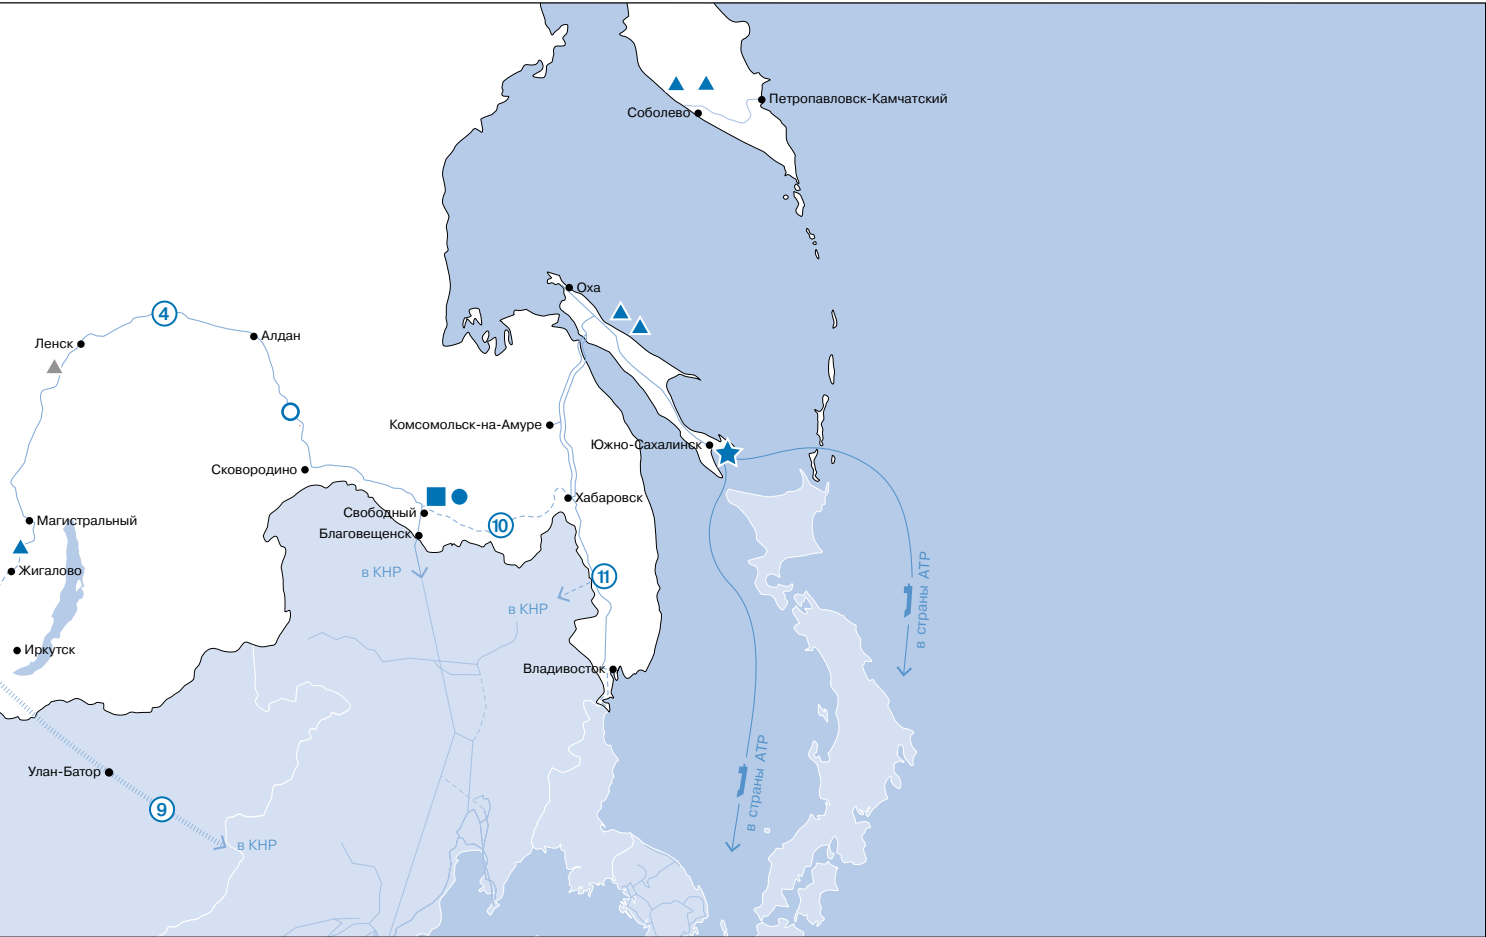 Петропавловск-Камчатский
Соболево
Оха
4
Алдан
Ленск
Комсомольск-на-Амуре
Южно-Сахалинск
Сковородино
Хабаровск
Свободный
Магистральный
10
Благовещенск
Жигалово
в КНР
11
в КНР
в страны АТР
Иркутск
Владивосток
Улан-Батор
в страны АТР
9
в КНР